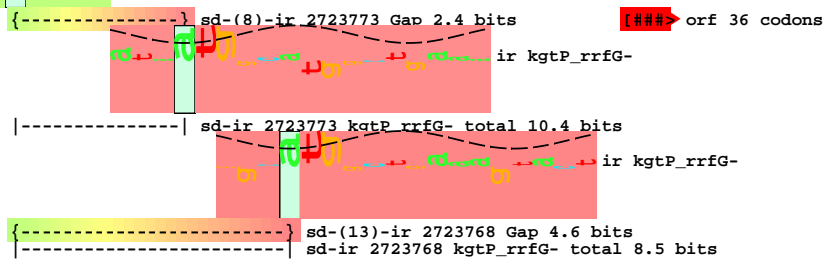 {---------------} sd-(8)-ir 2723773 Gap 2.4 bits [###> orf 36 codons
ir kgtP_rrfG-
|---------------| sd-ir 2723773 kgtP_rrfG- total 10.4 bits
ir kgtP_rrfG-
{------------------------} sd-(13)-ir 2723768 Gap 4.6 bits
|------------------------| sd-ir 2723768 kgtP_rrfG- total 8.5 bits